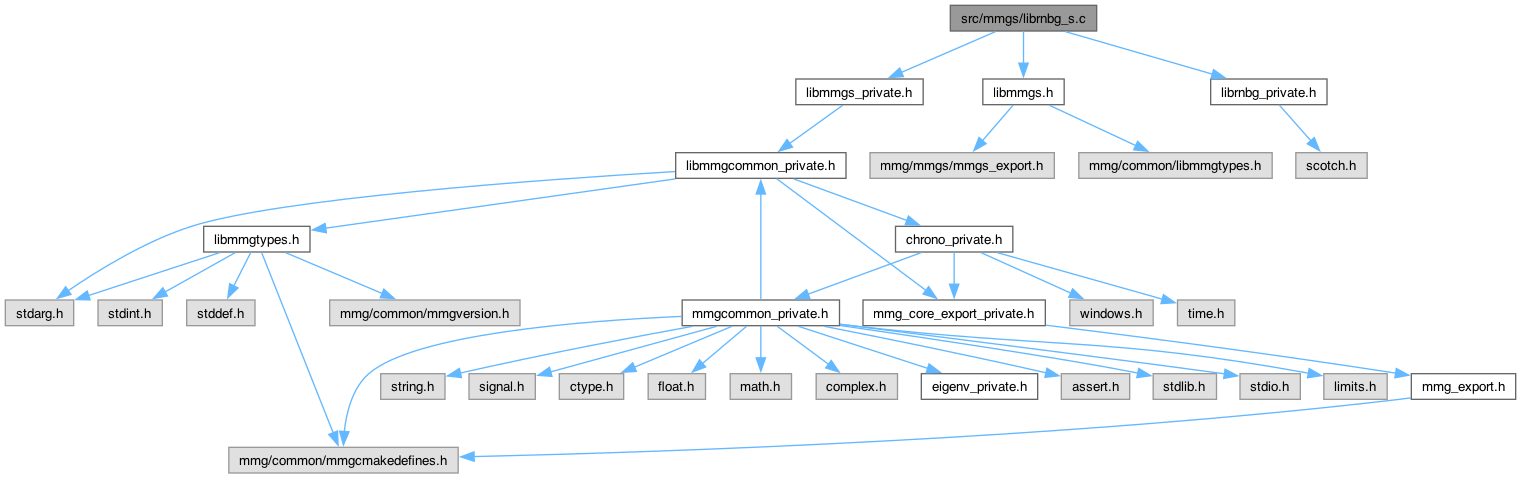 src/mmgs/librnbg_s.c
libmmgs_private.h
libmmgs.h
librnbg_private.h
libmmgcommon_private.h
mmg/mmgs/mmgs_export.h
mmg/common/libmmgtypes.h
scotch.h
libmmgtypes.h
chrono_private.h
stdarg.h
stdint.h
stddef.h
mmg/common/mmgversion.h
mmgcommon_private.h
mmg_core_export_private.h
windows.h
time.h
string.h
signal.h
ctype.h
float.h
math.h
complex.h
eigenv_private.h
assert.h
stdlib.h
stdio.h
limits.h
mmg_export.h
mmg/common/mmgcmakedefines.h